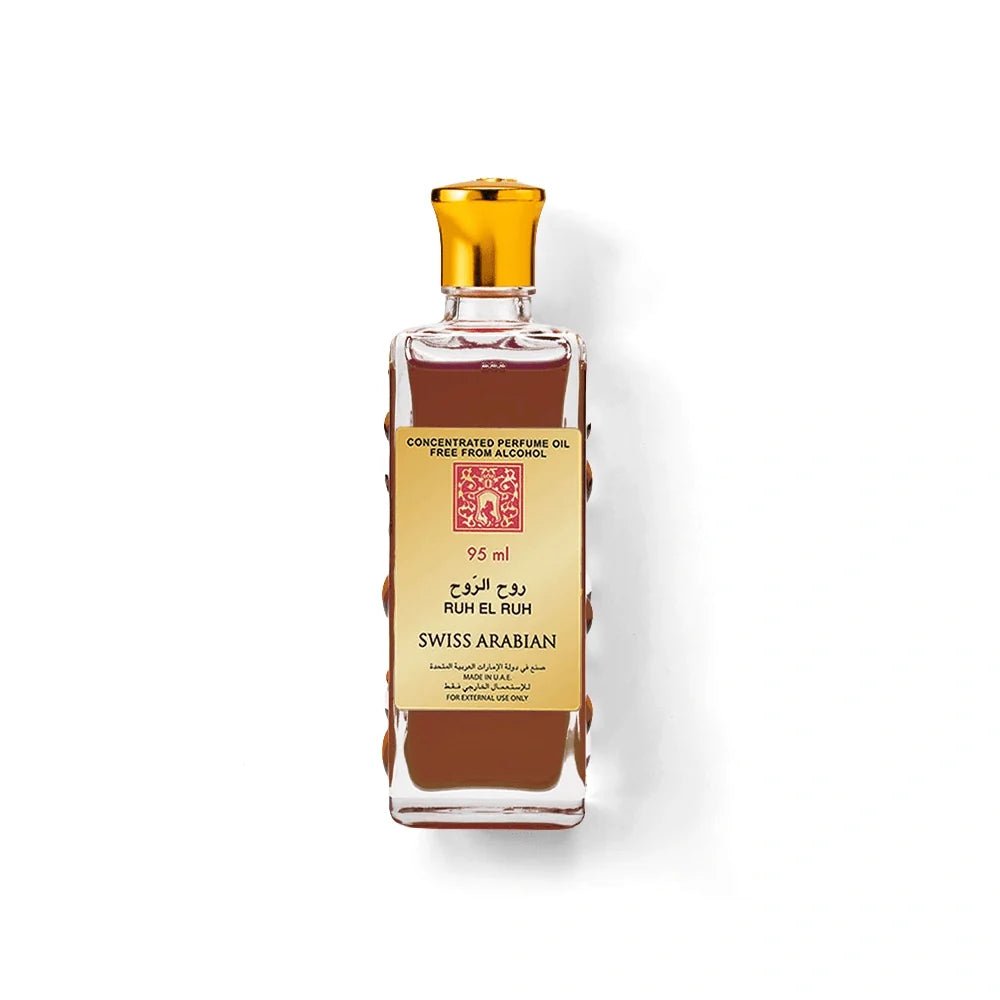 CONCENTRATED PERFUME OIL
FREE FROM ALCOHOL
95 ml
روح الرّوح
RUH EL RUH
SWISS ARABIAN
صنع في دولة الإمارات العربية المتحدة
MADE IN U.A.E.
للإستعمال الخارجي فقط
FOR EXTERNAL USE ONLY